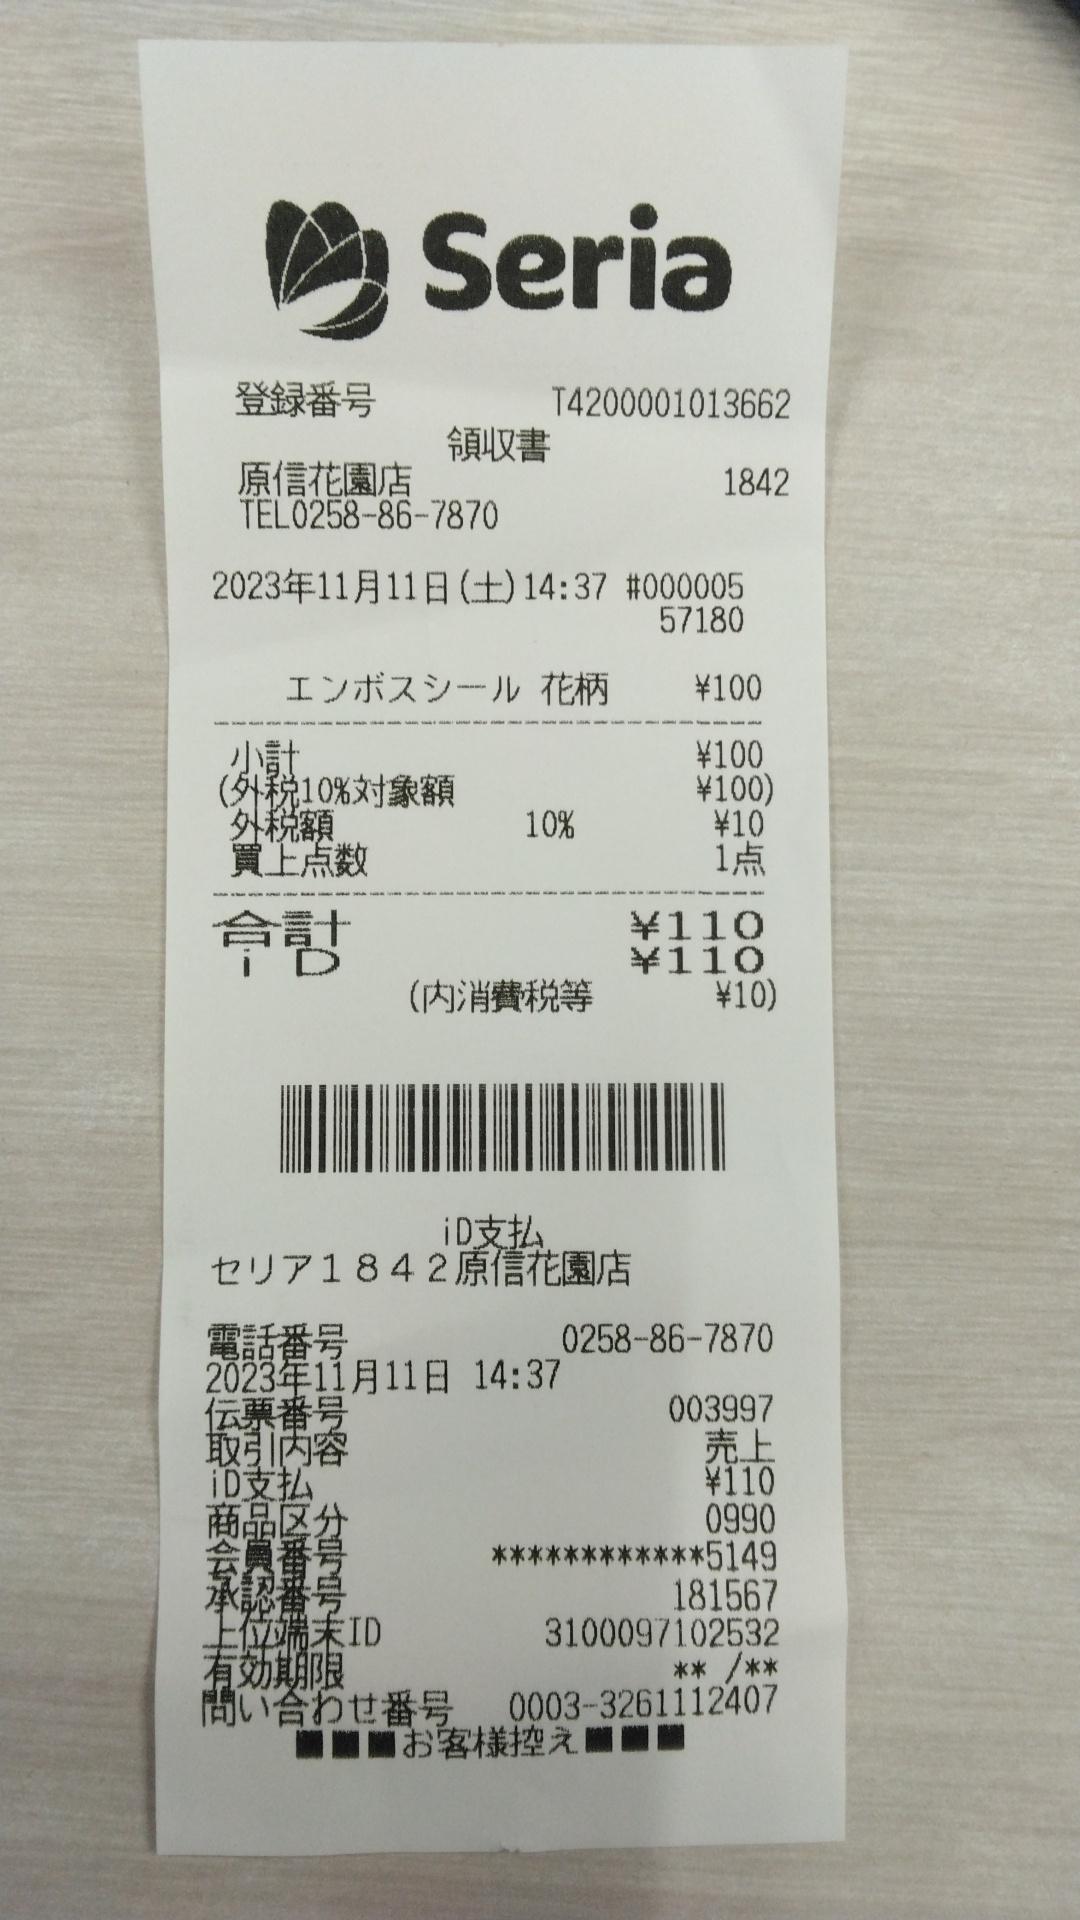 Seria
登録番号 T4200001013662
領収書
原信花園店 1842
TEL0258-86-7870
2023年11月11日(土)14:37 #000005
57180
エンボスシール 花柄 ¥100
小計 ¥100
(外税10%対象額 ¥100)
外税額 10% ¥10
買上点数 1点
合計 ¥110
iD ¥110
(内消費税等 ¥10)
iD支払
セリア1842原信花園店
電話番号 0258-86-7870
2023年11月11日 14:37
伝票番号 003997
取引内容 売上
iD支払 ¥110
商品区分 0990
会員番号 ************5149
承認番号 181567
上位端末ID 3100097102532
有効期限 ** /**
問い合わせ番号 0003-3261112407
■■■お客様控え■■■